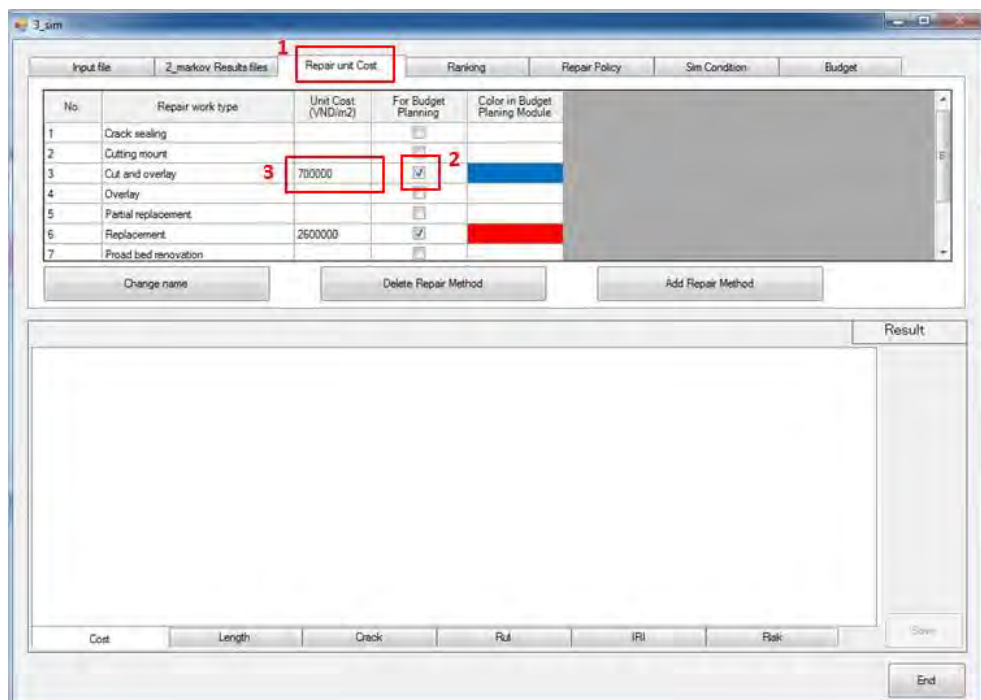 3_sim
1
Input file 2_markov Results files Repair unit Cost Ranking Repair Policy Sim Condition Budget
No. Repair work type Unit Cost (VND/m2) For Budget Planning Color in Budget Planing Module
1 Crack sealing
2 Cutting mount
3 Cut and overlay 3 700000 2
4 Overlay
5 Partial replacement
6 Replacement 2600000
7 Proad bed renovation
Change name Delete Repair Method Add Repair Method
Result
Cost Length Crack Rut IRI Risk
Save
End